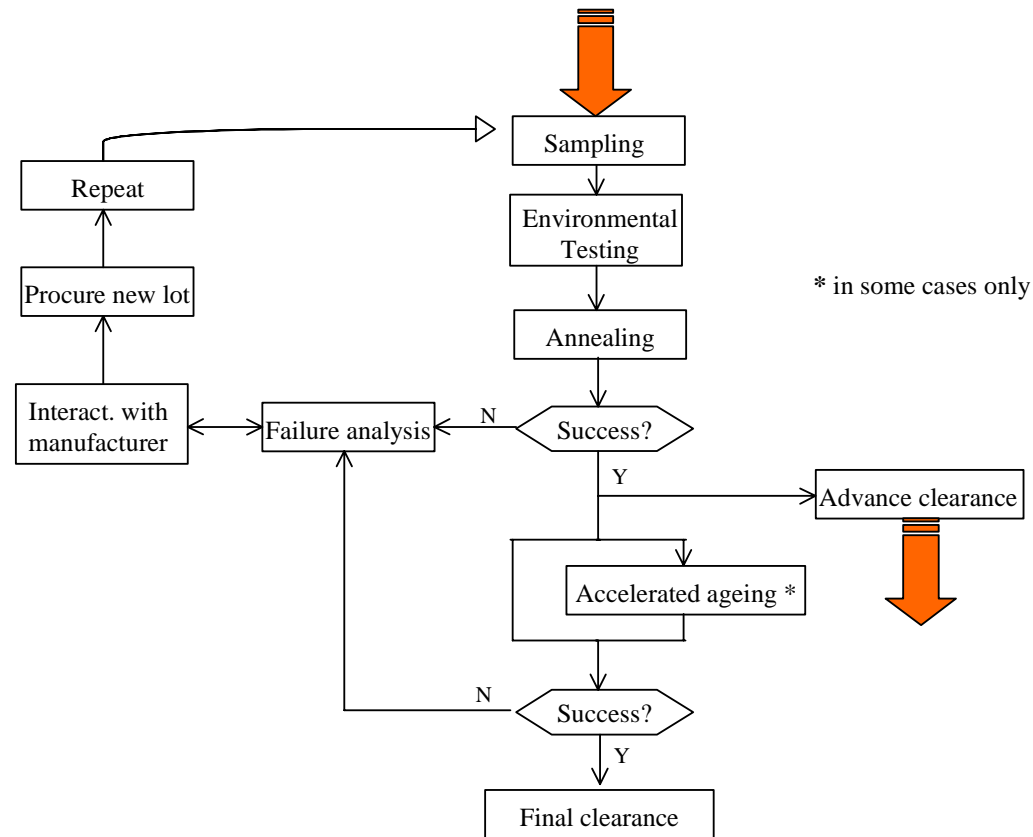 Sampling
Repeat
Environmental
Testing
Procure new lot
* in some cases only
Annealing
Interact. with
manufacturer
Failure analysis
N
Success?
Y
Advance clearance
Accelerated ageing *
N
Success?
Y
Final clearance